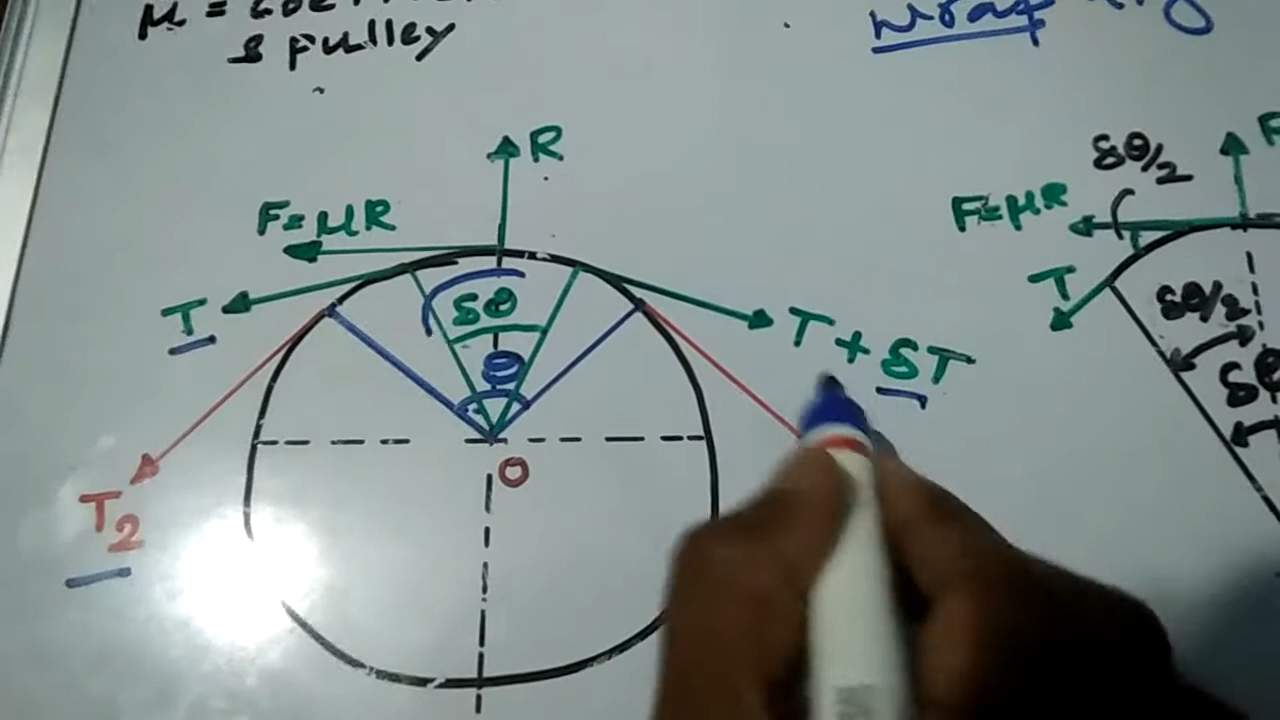 μ =
& Pulley
R
F=μR
T
δθ
θ
T + δT
O
T2
δθ/2
F=μR
T
δθ/2